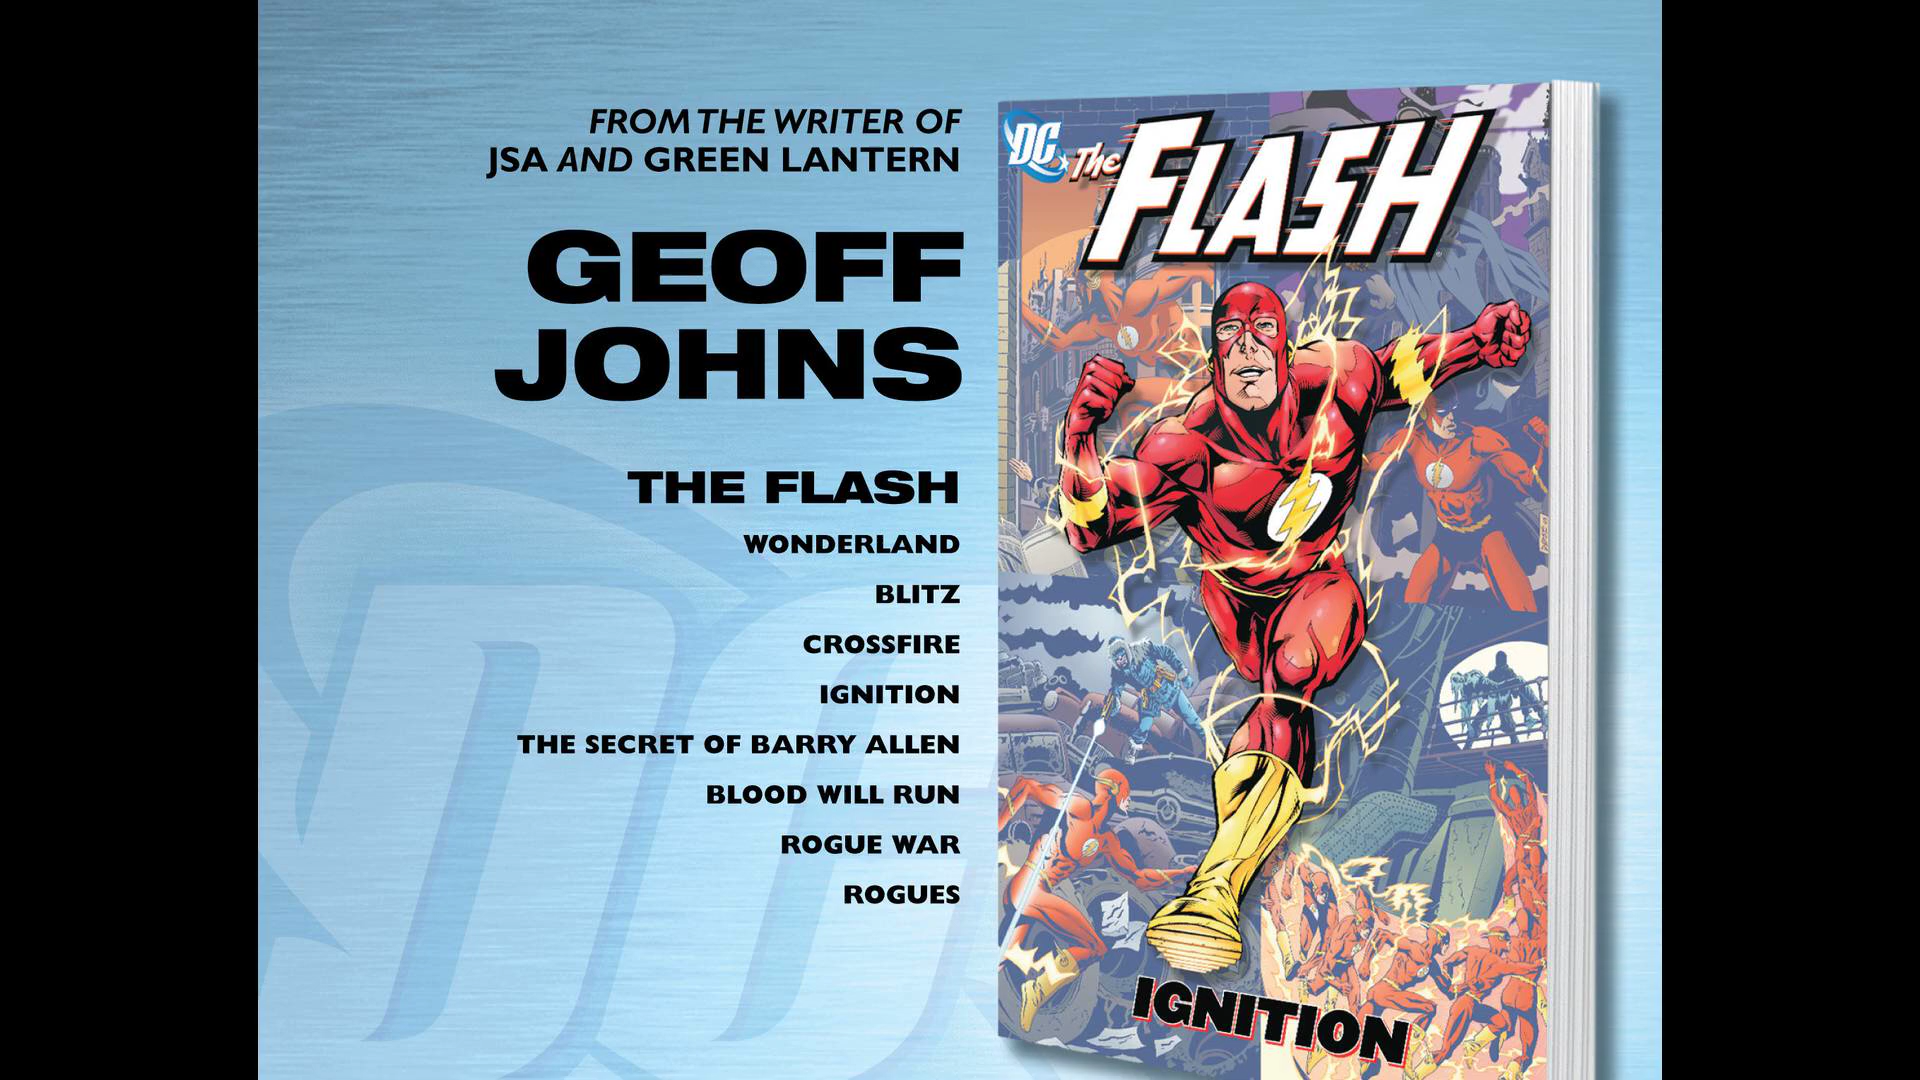 FROM THE WRITER OF
JSA AND GREEN LANTERN
GEOFF
JOHNS
THE FLASH
WONDERLAND
BLITZ
CROSSFIRE
IGNITION
THE SECRET OF BARRY ALLEN
BLOOD WILL RUN
ROGUE WAR
ROGUES
DC
The
FLASH
IGNITION